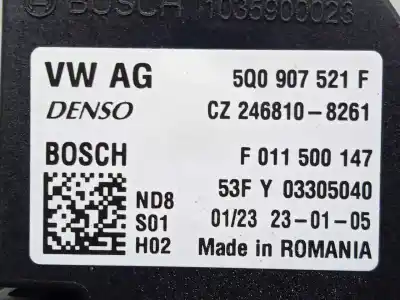 BOSCH 1035900023
VW AG 5Q0 907 521 F
DENSO CZ 246810-8261
BOSCH F 011 500 147
ND8 53F Y 03305040
S01 01/23 23-01-05
H02 Made in ROMANIA